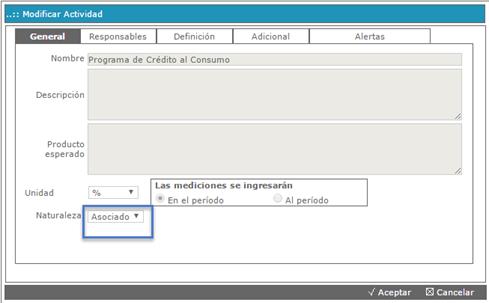 ..:: Modificar Actividad
General Responsables Definición Adicional Alertas
Nombre Programa de Crédito al Consumo
Descripción
Producto
esperado
Las mediciones se ingresarán
Unidad % En el período Al período
Naturaleza Asociado
√ Aceptar Cancelar